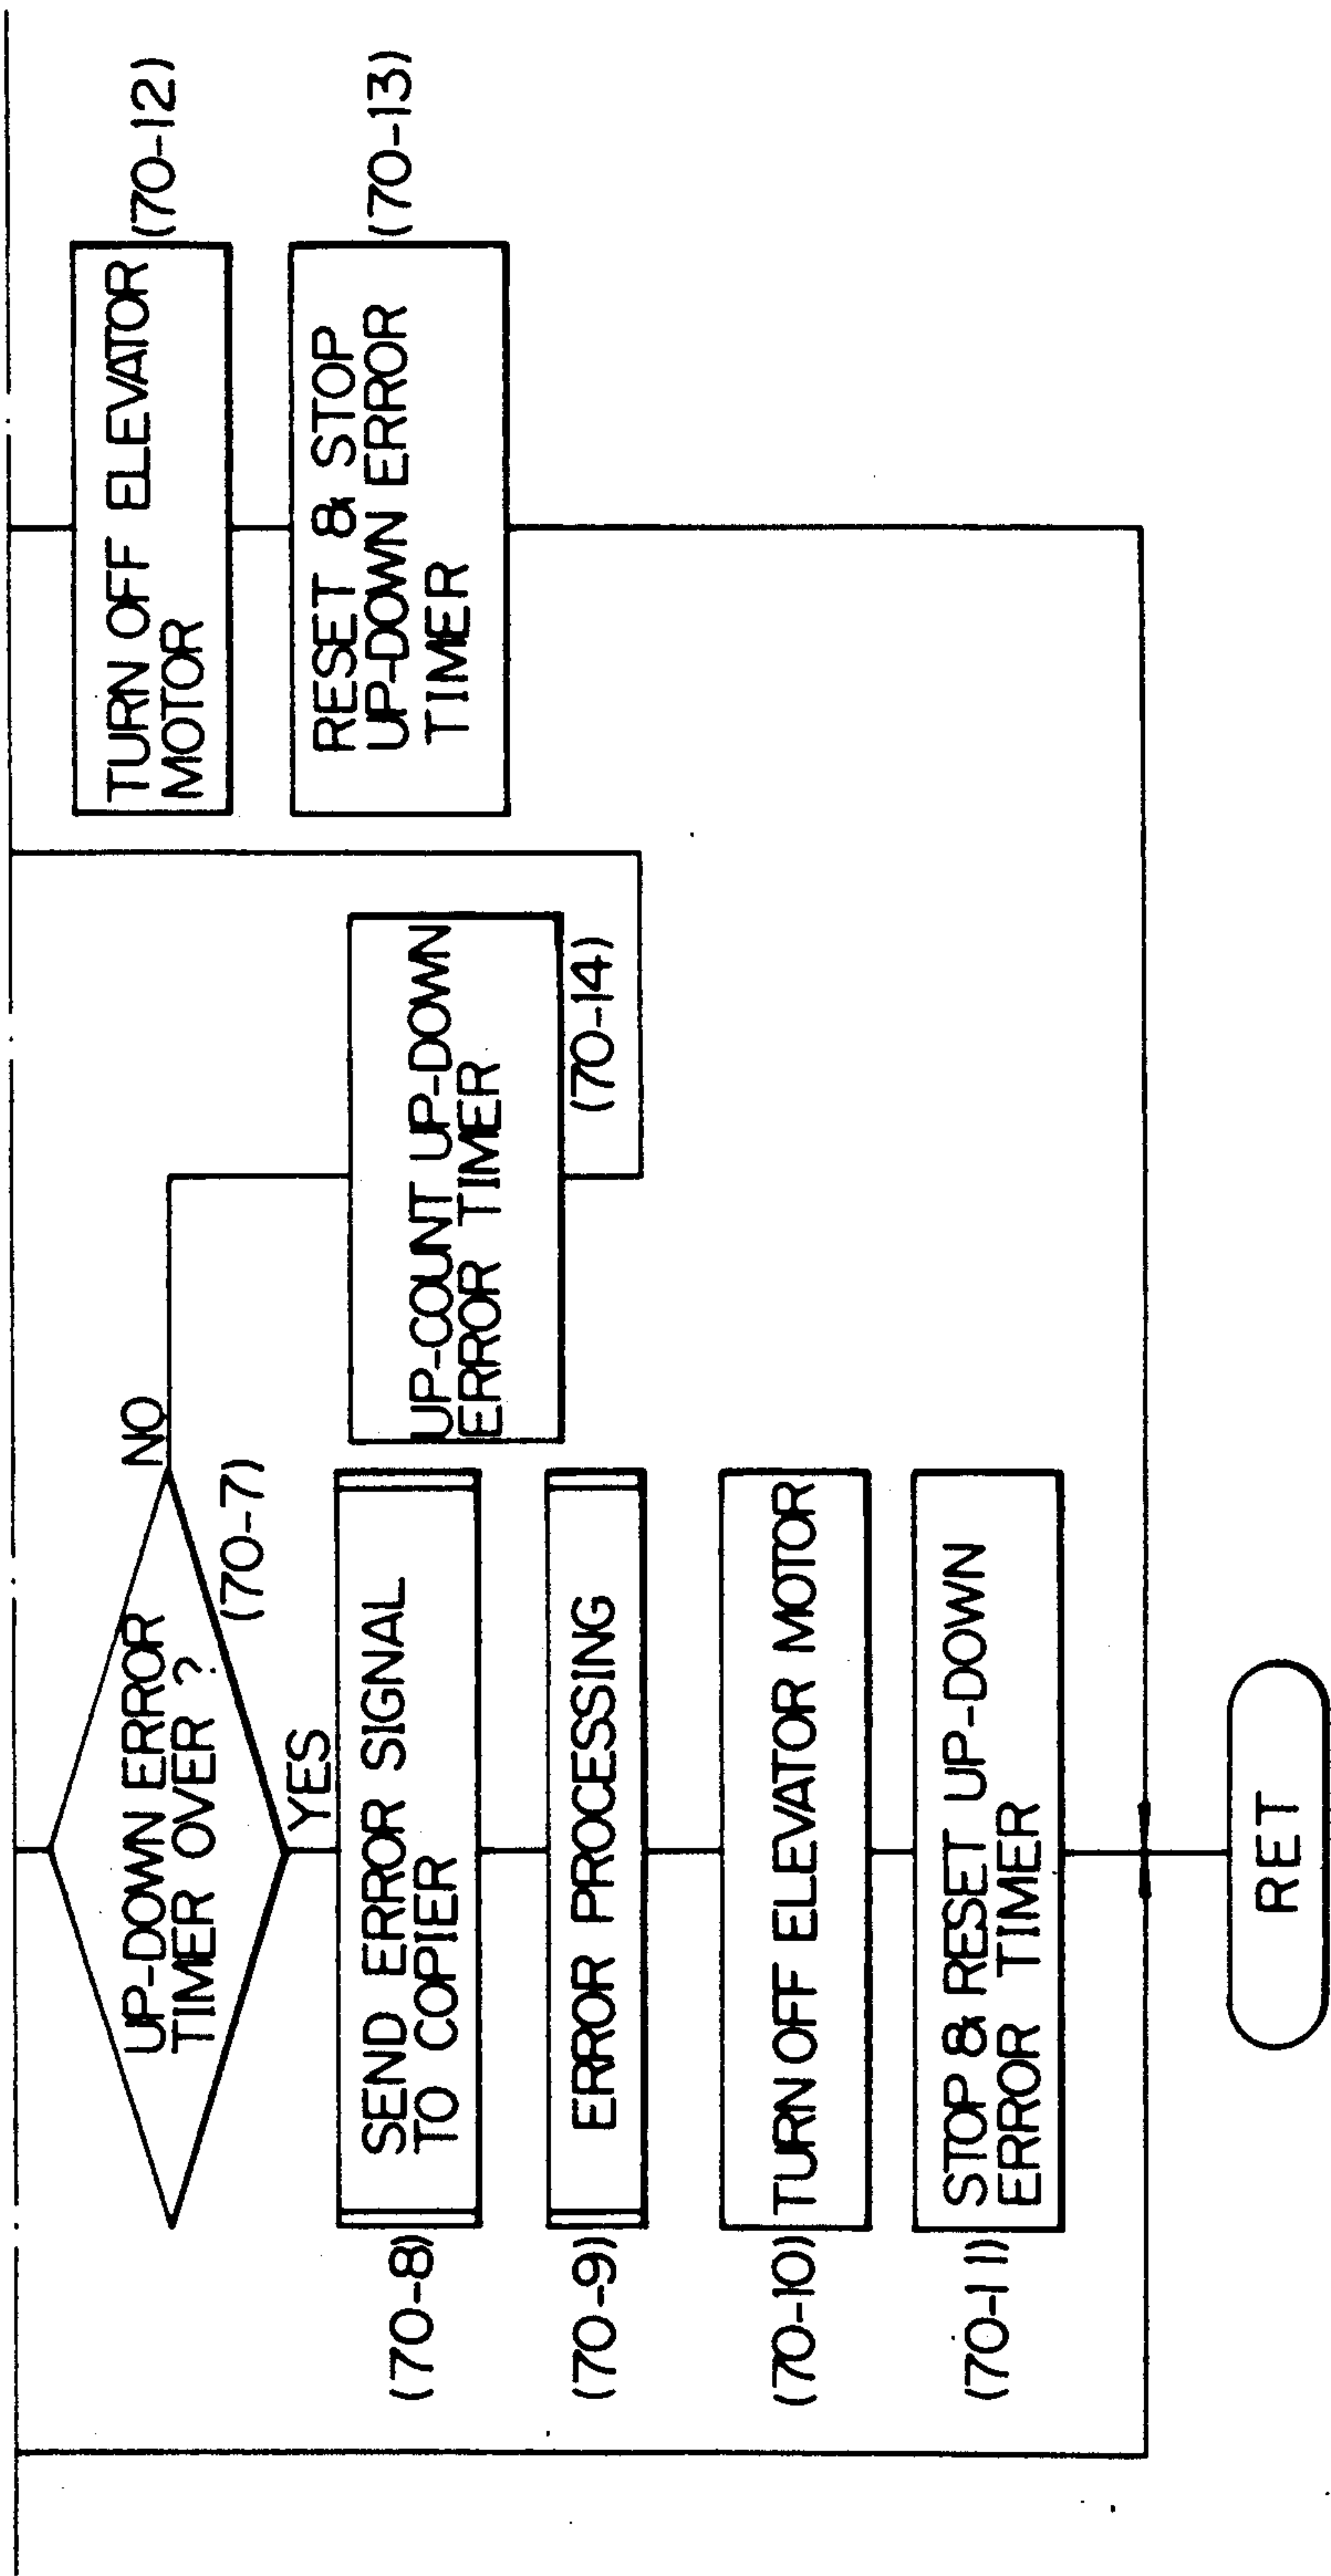 UP-DOWN ERROR
TIMER OVER ?
(70-7)
NO
YES
(70-8)
SEND ERROR SIGNAL
TO COPIER
(70-9)
ERROR PROCESSING
(70-10)
TURN OFF ELEVATOR MOTOR
(70-11)
STOP & RESET UP-DOWN
ERROR TIMER
UP-COUNT UP-DOWN
ERROR TIMER
(70-14)
TURN OFF ELEVATOR
MOTOR
(70-12)
RESET & STOP
UP-DOWN ERROR
TIMER
(70-13)
RET